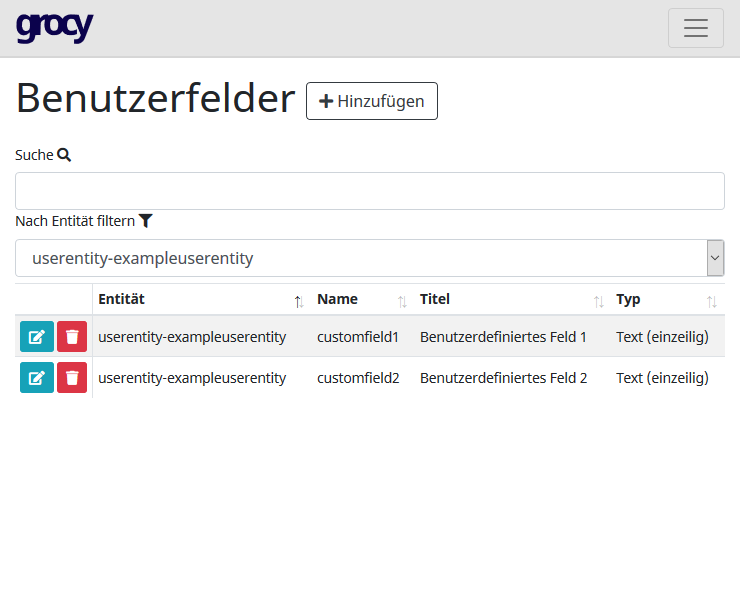 grocy
Benutzerfelder Hinzufügen
Suche
Nach Entität filtern
userentity-exampleuserentity
Entität Name Titel Typ
userentity-exampleuserentity customfield1 Benutzerdefiniertes Feld 1 Text (einzeilig)
userentity-exampleuserentity customfield2 Benutzerdefiniertes Feld 2 Text (einzeilig)